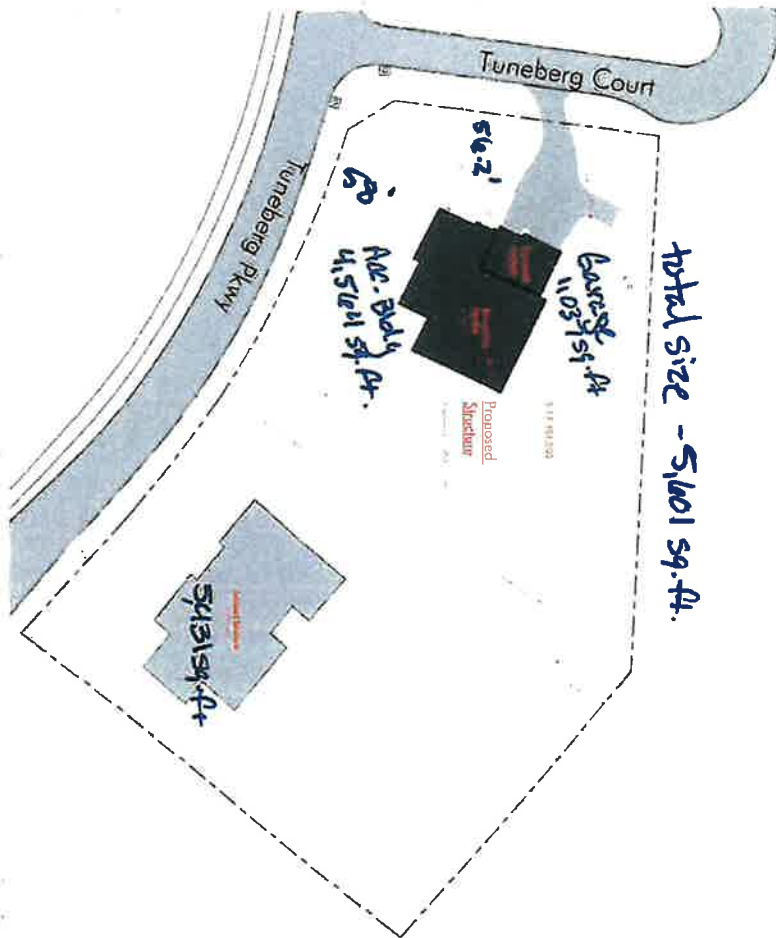 Tuneberg Court
Tuneberg Pkwy
56.2'
60'
Garage
1,037 sq.ft
Acc. Bldg
4,564 sq.ft.
Proposed
Structure
total size - 5,601 sq.ft.
5,431 sq.ft